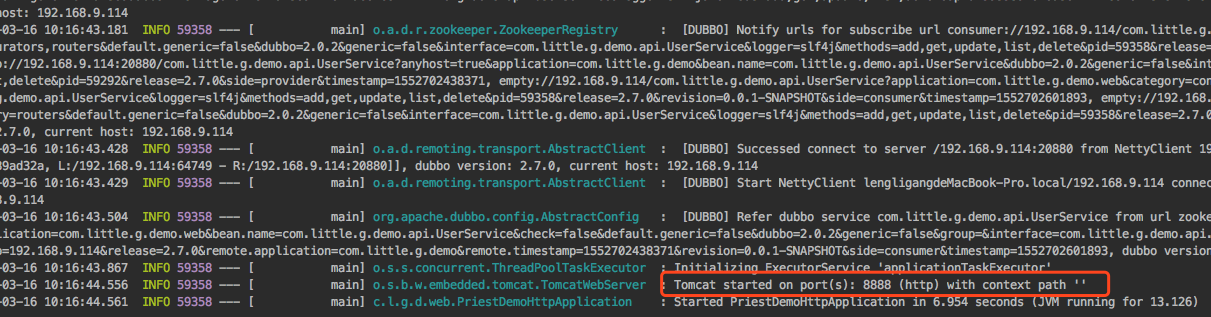 host: 192.168.9.114
-03-16 10:16:43.181  INFO 59358 --- [           main] o.a.d.r.zookeeper.ZookeeperRegistry      :  [DUBBO] Notify urls for subscribe url consumer://192.168.9.114/com.little.g.
urators,routers&default.generic=false&dubbo=2.0.2&generic=false&interface=com.little.g.demo.api.UserService&logger=slf4j&methods=add,get,update,list,delete&pid=59358&release=
o://192.168.9.114:20880/com.little.g.demo.api.UserService?anyhost=true&application=com.little.g.demo&bean.name=com.little.g.demo.api.UserService&dubbo=2.0.2&generic=false&int
t,delete&pid=59292&release=2.7.0&side=provider&timestamp=1552702438371, empty://192.168.9.114/com.little.g.demo.api.UserService?application=com.little.g.demo.web&category=con
g.demo.api.UserService&logger=slf4j&methods=add,get,update,list,delete&pid=59358&release=2.7.0&revision=0.0.1-SNAPSHOT&side=consumer&timestamp=1552702601893, empty://192.168.
ry=routers&default.generic=false&dubbo=2.0.2&generic=false&interface=com.little.g.demo.api.UserService&logger=slf4j&methods=add,get,update,list,delete&pid=59358&release=2.7.0
2.7.0, current host: 192.168.9.114
-03-16 10:16:43.428  INFO 59358 --- [           main] o.a.d.remoting.transport.AbstractClient  :  [DUBBO] Successed connect to server /192.168.9.114:20880 from NettyClient 19
39ad32a, L:/192.168.9.114:64749 - R:/192.168.9.114:20880]], dubbo version: 2.7.0, current host: 192.168.9.114
-03-16 10:16:43.429  INFO 59358 --- [           main] o.a.d.remoting.transport.AbstractClient  :  [DUBBO] Start NettyClient lengligangdeMacBook-Pro.local/192.168.9.114 connec
8.9.114
-03-16 10:16:43.504  INFO 59358 --- [           main] org.apache.dubbo.config.AbstractConfig   :  [DUBBO] Refer dubbo service com.little.g.demo.api.UserService from url zooke
lication=com.little.g.demo.web&bean.name=com.little.g.demo.api.UserService&check=false&default.generic=false&dubbo=2.0.2&generic=false&group=&interface=com.little.g.demo.api.
p=192.168.9.114&release=2.7.0&remote.application=com.little.g.demo&remote.timestamp=1552702438371&revision=0.0.1-SNAPSHOT&side=consumer&timestamp=1552702601893, dubbo version
-03-16 10:16:43.867  INFO 59358 --- [           main] o.s.s.concurrent.ThreadPoolTaskExecutor  : Initializing ExecutorService 'applicationTaskExecutor'
-03-16 10:16:44.556  INFO 59358 --- [           main] o.s.b.w.embedded.tomcat.TomcatWebServer  : Tomcat started on port(s): 8888 (http) with context path ''
-03-16 10:16:44.561  INFO 59358 --- [           main] c.l.g.d.web.PriestDemoHttpApplication    : Started PriestDemoHttpApplication in 6.954 seconds (JVM running for 13.126)